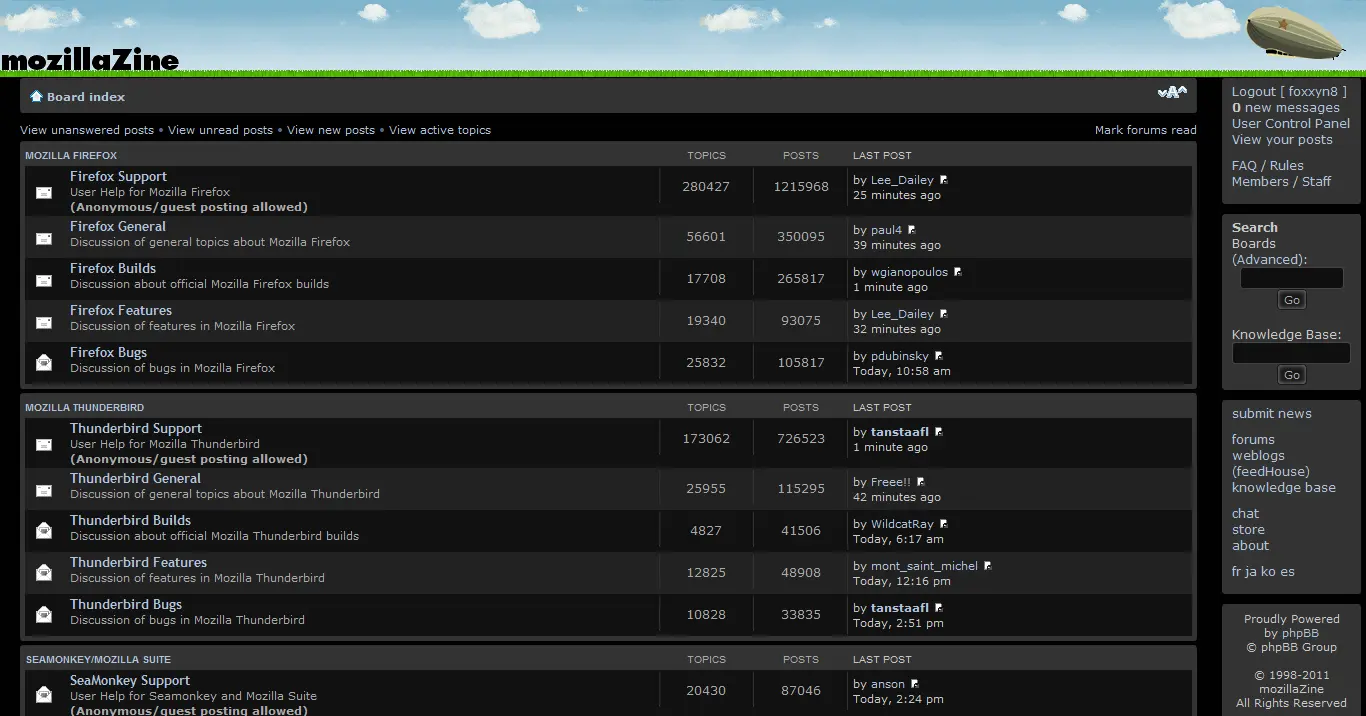 mozillaZine
Board index
View unanswered posts • View unread posts • View new posts • View active topics
Mark forums read
MOZILLA FIREFOX TOPICS POSTS LAST POST
Firefox Support
User Help for Mozilla Firefox
(Anonymous/guest posting allowed)
280427 1215968
by Lee_Dailey
25 minutes ago
Firefox General
Discussion of general topics about Mozilla Firefox
56601 350095
by paul4
39 minutes ago
Firefox Builds
Discussion about official Mozilla Firefox builds
17708 265817
by wgianopoulos
1 minute ago
Firefox Features
Discussion of features in Mozilla Firefox
19340 93075
by Lee_Dailey
32 minutes ago
Firefox Bugs
Discussion of bugs in Mozilla Firefox
25832 105817
by pdubinsky
Today, 10:58 am
MOZILLA THUNDERBIRD TOPICS POSTS LAST POST
Thunderbird Support
User Help for Mozilla Thunderbird
(Anonymous/guest posting allowed)
173062 726523
by tanstaafl
1 minute ago
Thunderbird General
Discussion of general topics about Mozilla Thunderbird
25955 115295
by Freee!!
42 minutes ago
Thunderbird Builds
Discussion about official Mozilla Thunderbird builds
4827 41506
by WildcatRay
Today, 6:17 am
Thunderbird Features
Discussion of features in Mozilla Thunderbird
12825 48908
by mont_saint_michel
Today, 12:16 pm
Thunderbird Bugs
Discussion of bugs in Mozilla Thunderbird
10828 33835
by tanstaafl
Today, 2:51 pm
SEAMONKEY/MOZILLA SUITE TOPICS POSTS LAST POST
SeaMonkey Support
User Help for Seamonkey and Mozilla Suite
(Anonymous/guest posting allowed)
20430 87046
by anson
Today, 2:24 pm
Logout [ foxxyn8 ]
0 new messages
User Control Panel
View your posts
FAQ / Rules
Members / Staff
Search
Boards
(Advanced):
Go
Knowledge Base:
Go
submit news
forums
weblogs
(feedHouse)
knowledge base
chat
store
about
fr ja ko es
Proudly Powered
by phpBB
© phpBB Group
© 1998-2011
mozillaZine
All Rights Reserved